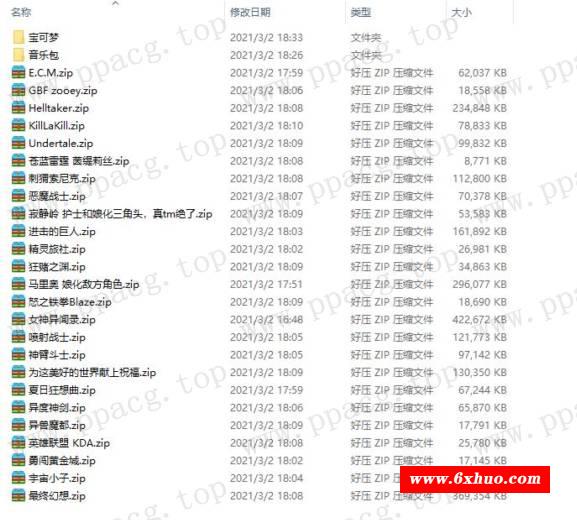 名称 修改日期 类型 大小
宝可梦 2021/3/2 18:33 文件夹
音乐包 2021/3/2 18:26 文件夹
E.C.M.zip 2021/3/2 17:59 好压 ZIP 压缩文件 62,037 KB
GBF zooey.zip 2021/3/2 18:06 好压 ZIP 压缩文件 18,558 KB
Helltaker.zip 2021/3/2 18:04 好压 ZIP 压缩文件 234,848 KB
KillLaKill.zip 2021/3/2 18:10 好压 ZIP 压缩文件 78,833 KB
Undertale.zip 2021/3/2 18:09 好压 ZIP 压缩文件 99,832 KB
苍蓝雷霆 茵缇莉丝.zip 2021/3/2 18:06 好压 ZIP 压缩文件 8,771 KB
刺猬索尼克.zip 2021/3/2 18:05 好压 ZIP 压缩文件 112,800 KB
恶魔战士.zip 2021/3/2 18:07 好压 ZIP 压缩文件 70,378 KB
寂静岭 护士和娘化三角头，真tm绝了.zip 2021/3/2 18:09 好压 ZIP 压缩文件 53,583 KB
进击的巨人.zip 2021/3/2 18:03 好压 ZIP 压缩文件 161,892 KB
精灵旅社.zip 2021/3/2 18:02 好压 ZIP 压缩文件 26,981 KB
狂赌之渊.zip 2021/3/2 18:09 好压 ZIP 压缩文件 34,863 KB
马里奥 娘化敌方角色.zip 2021/3/2 17:51 好压 ZIP 压缩文件 296,077 KB
怒之铁拳Blaze.zip 2021/3/2 18:09 好压 ZIP 压缩文件 18,690 KB
女神异闻录.zip 2021/3/2 16:48 好压 ZIP 压缩文件 422,672 KB
喷射战士.zip 2021/3/2 18:05 好压 ZIP 压缩文件 121,773 KB
神臂斗士.zip 2021/3/2 18:05 好压 ZIP 压缩文件 97,142 KB
为这美好的世界献上祝福.zip 2021/3/2 18:09 好压 ZIP 压缩文件 130,350 KB
夏日狂想曲.zip 2021/3/2 17:59 好压 ZIP 压缩文件 67,244 KB
异度神剑.zip 2021/3/2 18:06 好压 ZIP 压缩文件 65,870 KB
异兽魔都.zip 2021/3/2 18:09 好压 ZIP 压缩文件 17,791 KB
英雄联盟 KDA.zip 2021/3/2 18:08 好压 ZIP 压缩文件 25,780 KB
勇闯黄金城.zip 2021/3/2 18:02 好压 ZIP 压缩文件 17,145 KB
宇宙小子.zip 2021/3/2 18:04 好压 ZIP
最终幻想.zip 2021/3/2 18:08 好压 ZIP 压缩文件 369,354 KB
www.6xhuo.com
www.ppacg.top